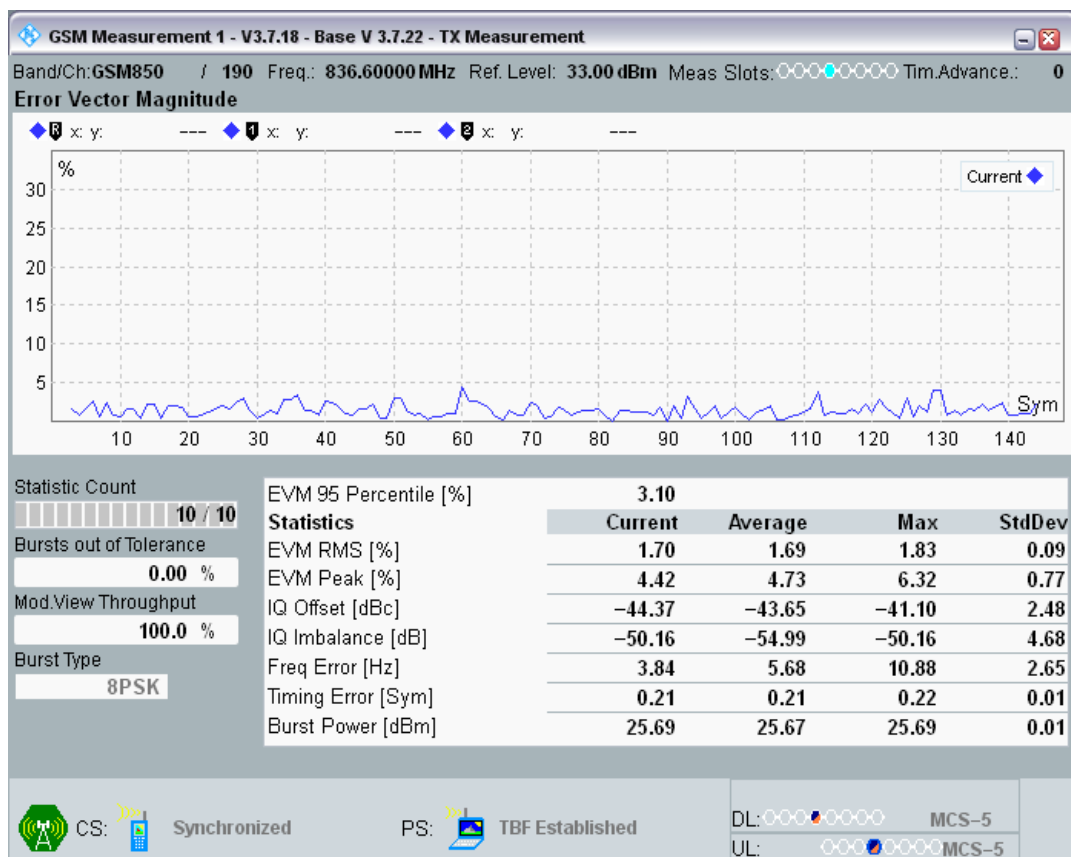 GSM Measurement 1 - V3.7.18 - Base V 3.7.22 - TX Measurement
Band/Ch:GSM850 / 190 Freq.: 836.60000 MHz Ref. Level: 33.00 dBm Meas Slots: Tim.Advance.: 0
Error Vector Magnitude
R x: y: --- 1 x: y: --- 2 x: y: ---
%
Current
30
25
20
15
10
5
Sym
10 20 30 40 50 60 70 80 90 100 110 120 130 140
Statistic Count
10 / 10
Bursts out of Tolerance
0.00 %
Mod.View Throughput
100.0 %
Burst Type
8PSK
EVM 95 Percentile [%] 3.10
Statistics Current Average Max StdDev
EVM RMS [%] 1.70 1.69 1.83 0.09
EVM Peak [%] 4.42 4.73 6.32 0.77
IQ Offset [dBc] −44.37 −43.65 −41.10 2.48
IQ Imbalance [dB] −50.16 −54.99 −50.16 4.68
Freq Error [Hz] 3.84 5.68 10.88 2.65
Timing Error [Sym] 0.21 0.21 0.22 0.01
Burst Power [dBm] 25.69 25.67 25.69 0.01
CS: Synchronized PS: TBF Established
DL: MCS−5
UL: MCS−5